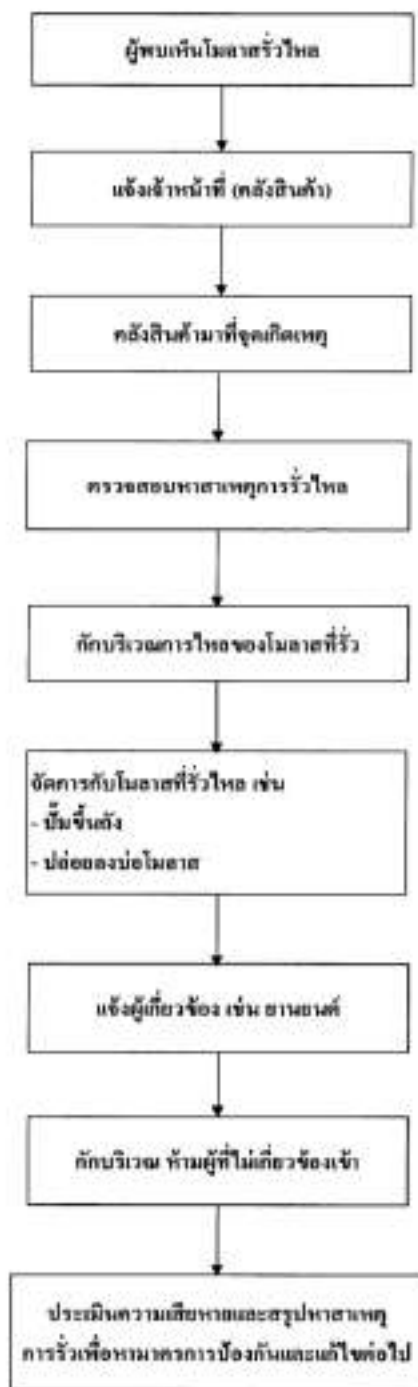 ผู้พบเห็นโมลาสรั่วไหล
แจ้งเจ้าหน้าที่ (คลังสินค้า)
คลังสินค้ามาที่จุดเกิดเหตุ
ตรวจสอบหาสาเหตุการรั่วไหล
กักบริเวณการไหลของโมลาสที่รั่ว
จัดการกับโมลาสที่รั่วไหล เช่น
- ปั๊มขึ้นถัง
- ปล่อยลงบ่อโมลาส
แจ้งผู้เกี่ยวข้อง เช่น ยานยนต์
กักบริเวณ ห้ามผู้ที่ไม่เกี่ยวข้องเข้า
ประเมินความเสียหายและสรุปหาสาเหตุ
การรั่วเพื่อหามาตรการป้องกันและแก้ไขต่อไป